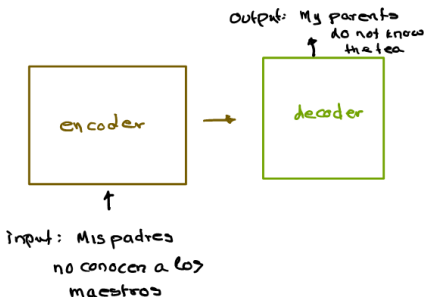 Output: My parents
do not know
the tea
encoder
decoder
input: Mis padres
no conocen a los
maestros